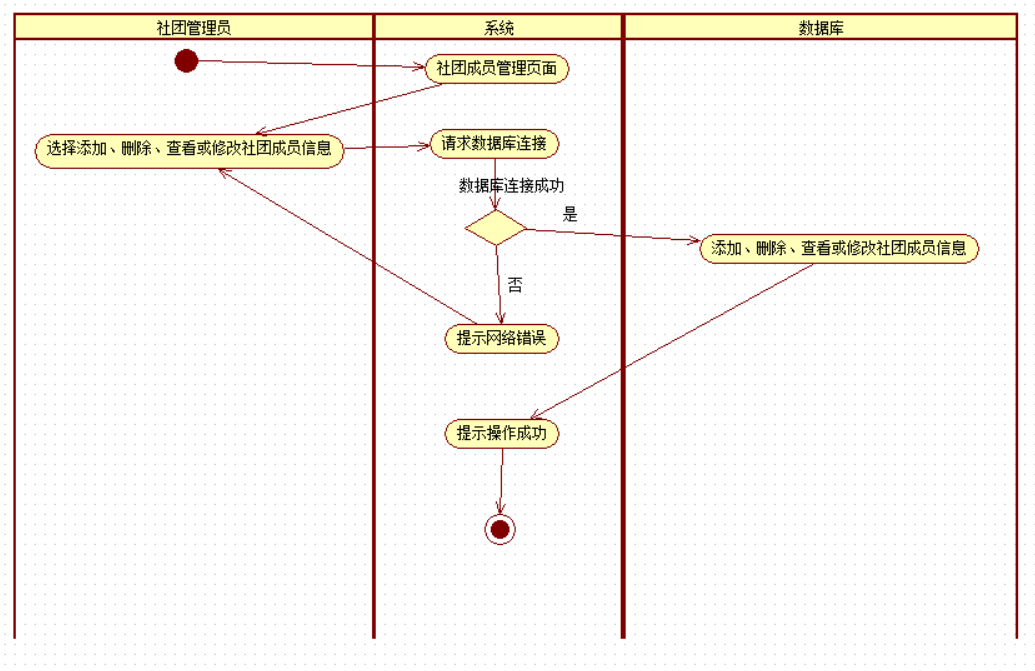 社团管理员
系统
数据库
社团成员管理页面
选择添加、删除、查看或修改社团成员信息
请求数据库连接
数据库连接成功
是
添加、删除、查看或修改社团成员信息
否
提示网络错误
提示操作成功